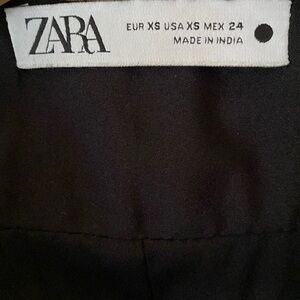 ZARA
EUR XS USA XS MEX 24
MADE IN INDIA